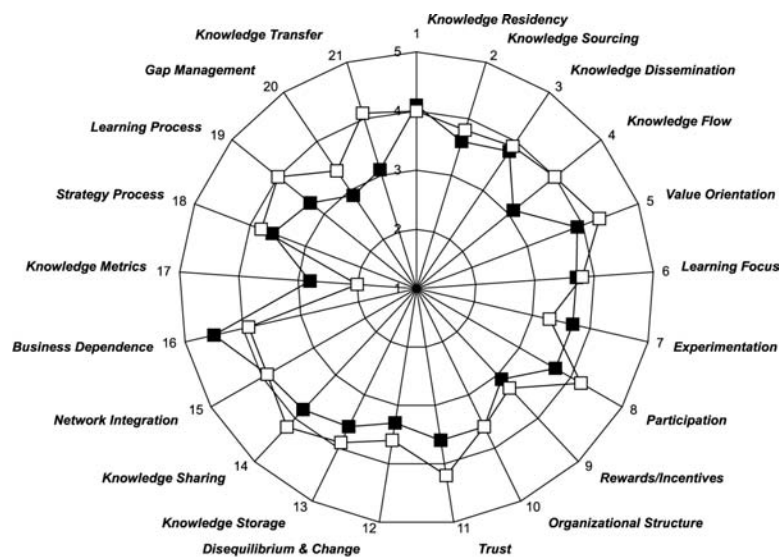 Knowledge Residency
1
Knowledge Sourcing
2
Knowledge Dissemination
3
Knowledge Flow
4
Value Orientation
5
Learning Focus
6
Experimentation
7
Participation
8
Rewards/Incentives
9
Organizational Structure
10
Trust
11
Disequilibrium & Change
12
Knowledge Storage
13
Knowledge Sharing
14
Network Integration
15
Business Dependence
16
Knowledge Metrics
17
Strategy Process
18
Learning Process
19
Gap Management
20
Knowledge Transfer
21
5
4
3
2
1